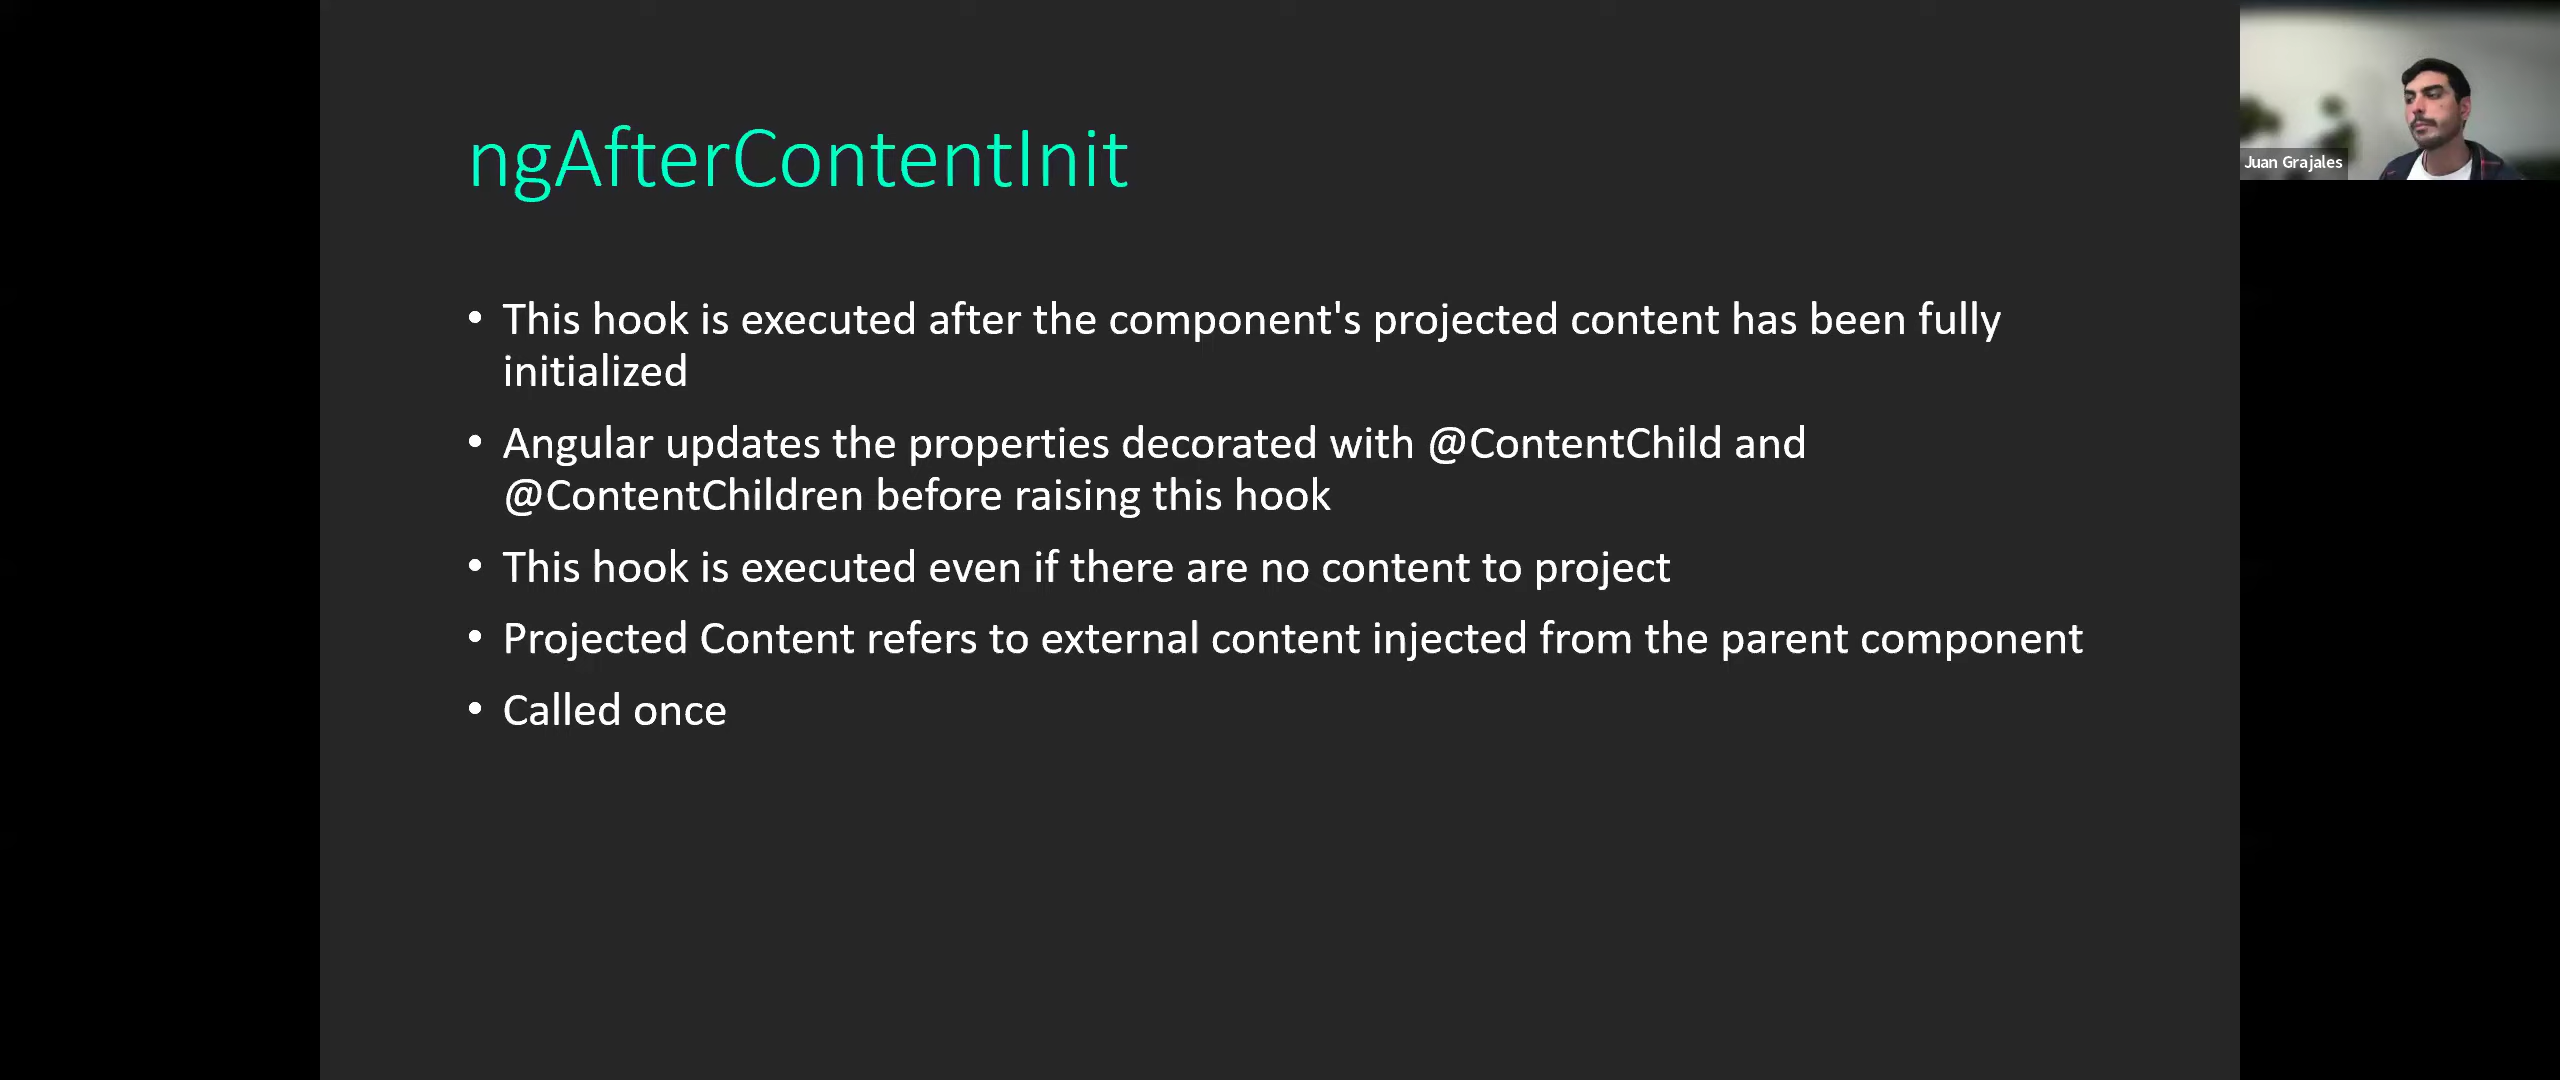 ngAfterContentInit
• This hook is executed after the component's projected content has been fully
initialized
• Angular updates the properties decorated with @ContentChild and
@ContentChildren before raising this hook
• This hook is executed even if there are no content to project
• Projected Content refers to external content injected from the parent component
• Called once
Juan Grajales